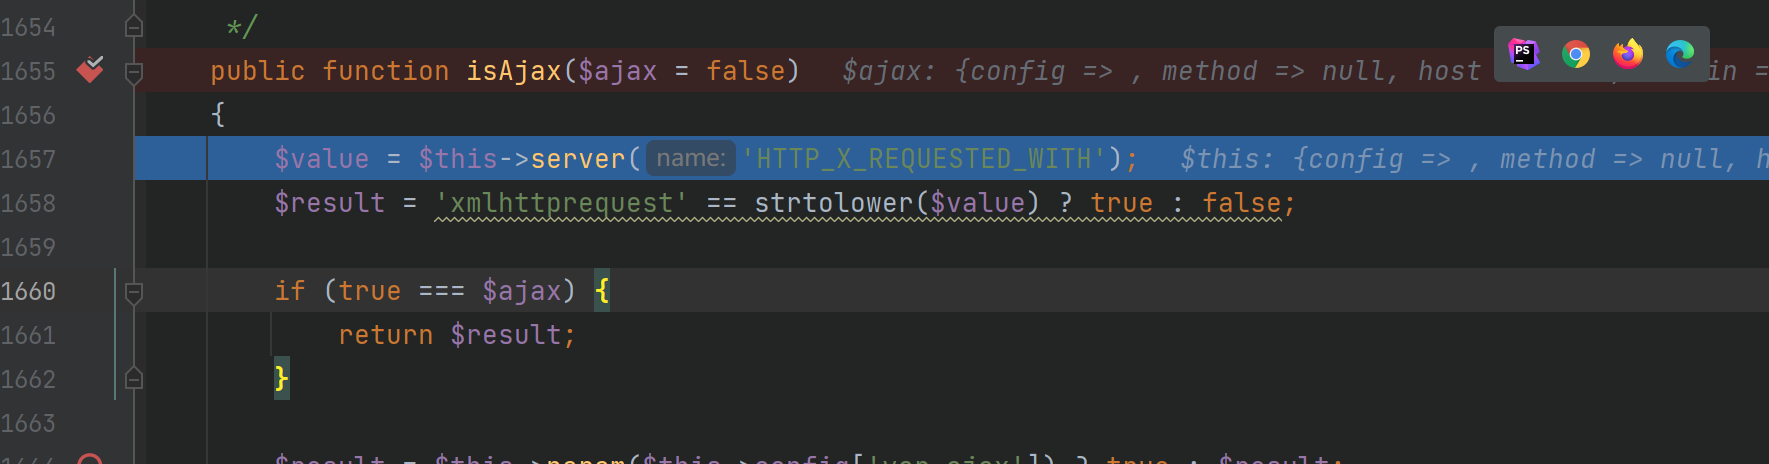 1654 */
1655 public function isAjax($ajax = false) $ajax: {config => , method => null, host in =
1656 {
1657 $value = $this->server( name: 'HTTP_X_REQUESTED_WITH'); $this: {config => , method => null, h
1658 $result = 'xmlhttprequest' == strtolower($value) ? true : false;
1659
1660 if (true === $ajax) {
1661 return $result;
1662 }
1663
$result = $this->param($this->config['var_ajax']) ? true : $result;
PS